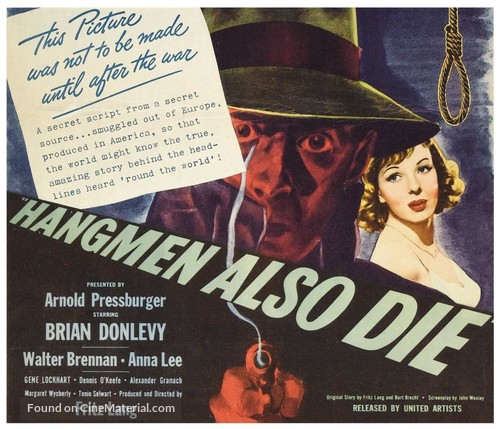 This Picture
was not to be made
until after the war
A secret script from a secret
source...smuggled out of Europe,
produced in America, so that
the world might know the true,
amazing story behind the head-
lines heard 'round the world'!
"HANGMEN ALSO DIE"
PRESENTED BY
Arnold Pressburger
STARRING
BRIAN DONLEVY
Walter Brennan · Anna Lee
GENE LOCKHART · Dennis O'Keefe · Alexander Granach
Margaret Wycherly · Tonio Selwart · Produced and Directed by
Fritz Lang
Original Story by Fritz Lang and Bert Brecht · Screenplay by John Wexley
RELEASED BY UNITED ARTISTS
Found on CineMaterial.com